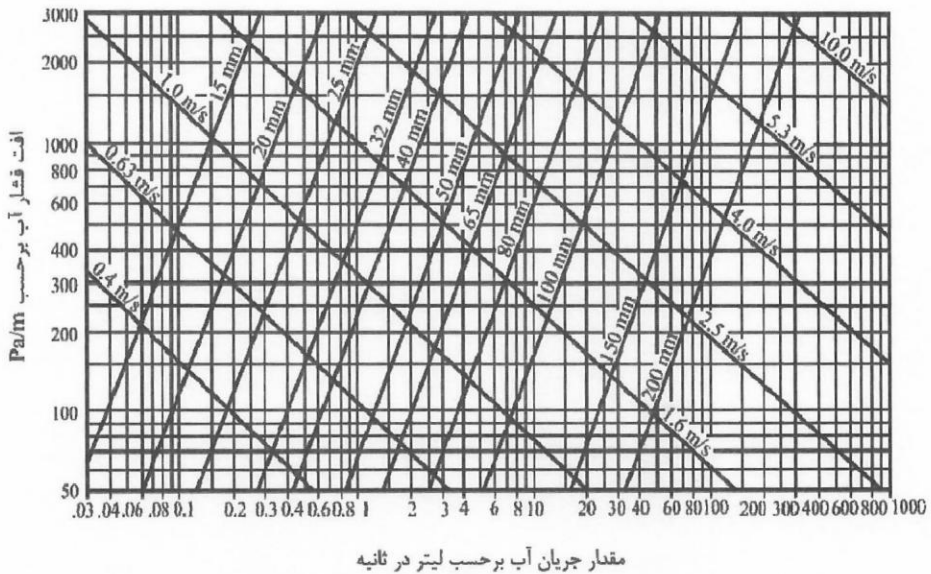 3000
2000
1000
800
600
400
300
200
100
50
افت فشار آب برحسب Pa/m
1.0 m/s
0.63 m/s
0.4 m/s
15 mm
20 mm
25 mm
32 mm
40 mm
50 mm
65 mm
80 mm
100 mm
150 mm
200 mm
10.0 m/s
5.3 m/s
4.0 m/s
2.5 m/s
1.6 m/s
.03 .04 .06 .08 0.1 0.2 0.3 0.4 0.6 0.8 1 2 3 4 6 8 10 20 30 40 60 80 100 200 300 400 600 800 1000
مقدار جریان آب برحسب لیتر در ثانیه